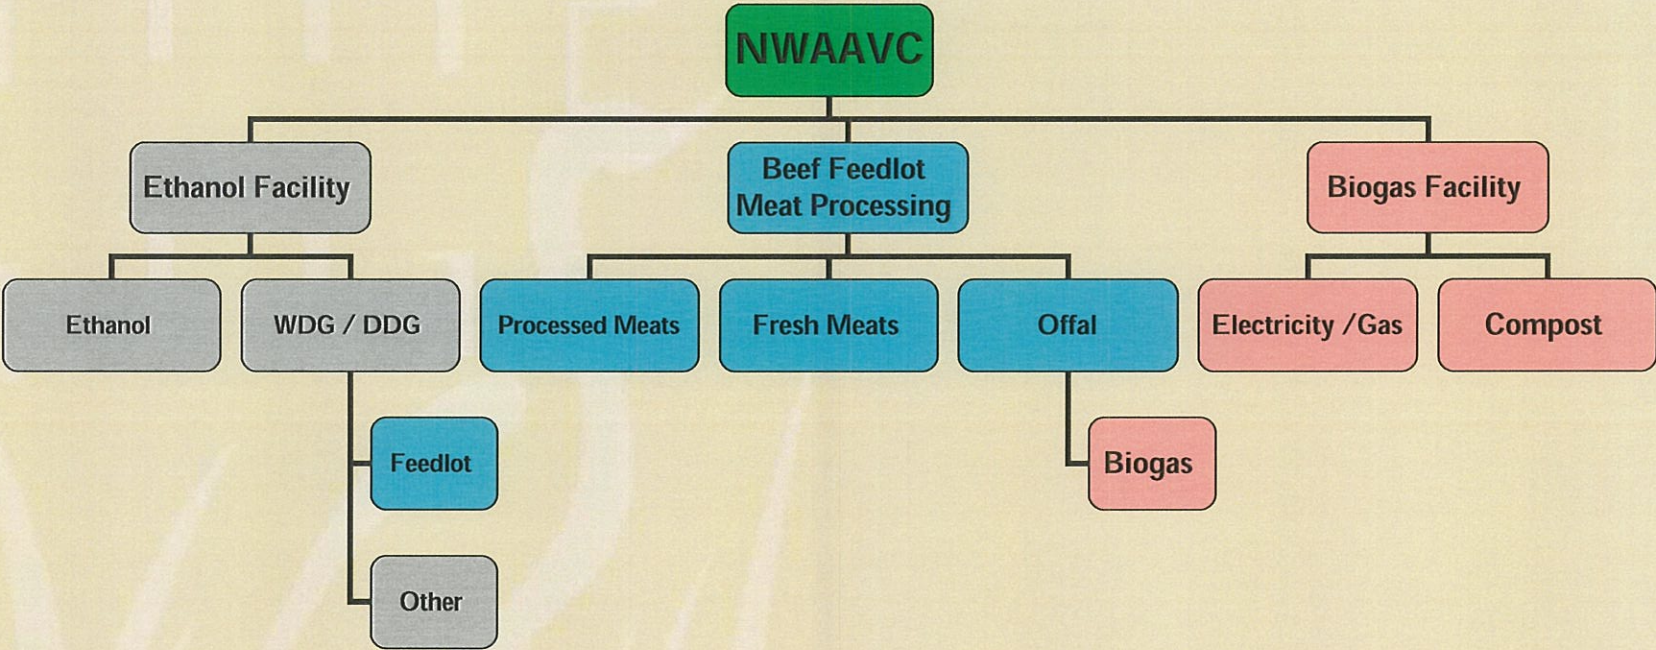 NWAAVC
Ethanol Facility
Beef Feedlot
Meat Processing
Biogas Facility
Ethanol
WDG / DDG
Processed Meats
Fresh Meats
Offal
Electricity /Gas
Compost
Feedlot
Biogas
Other